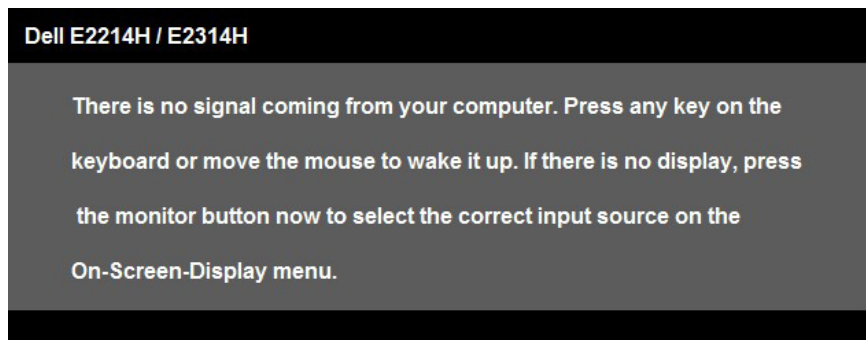 Dell E2214H / E2314H
There is no signal coming from your computer. Press any key on the
keyboard or move the mouse to wake it up. If there is no display, press
the monitor button now to select the correct input source on the
On-Screen-Display menu.